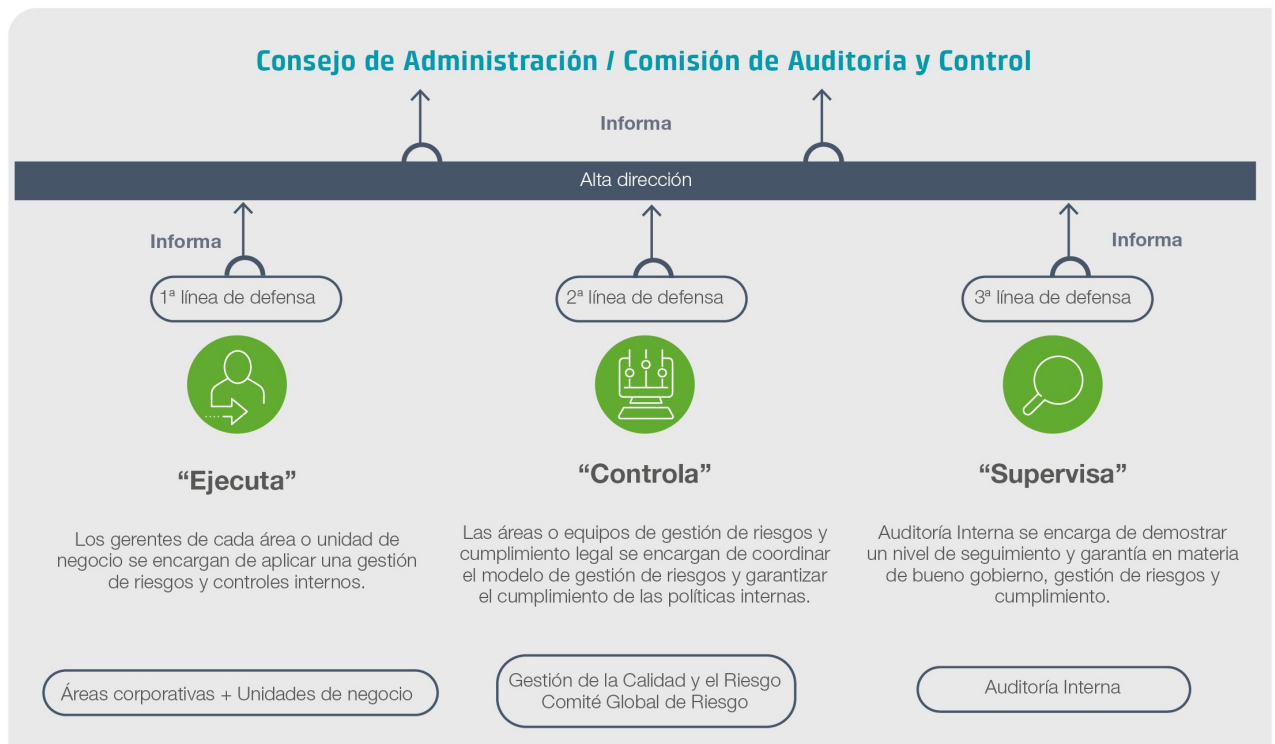 Consejo de Administración / Comisión de Auditoría y Control
Informa
Alta dirección
Informa
Informa
1ª línea de defensa
2ª línea de defensa
3ª línea de defensa
“Ejecuta”
Los gerentes de cada área o unidad de
negocio se encargan de aplicar una gestión
de riesgos y controles internos.
Áreas corporativas + Unidades de negocio
“Controla”
Las áreas o equipos de gestión de riesgos y
cumplimiento legal se encargan de coordinar
el modelo de gestión de riesgos y garantizar
el cumplimiento de las políticas internas.
Gestión de la Calidad y el Riesgo
Comité Global de Riesgo
“Supervisa”
Auditoría Interna se encarga de demostrar
un nivel de seguimiento y garantía en materia
de bueno gobierno, gestión de riesgos y
cumplimiento.
Auditoría Interna